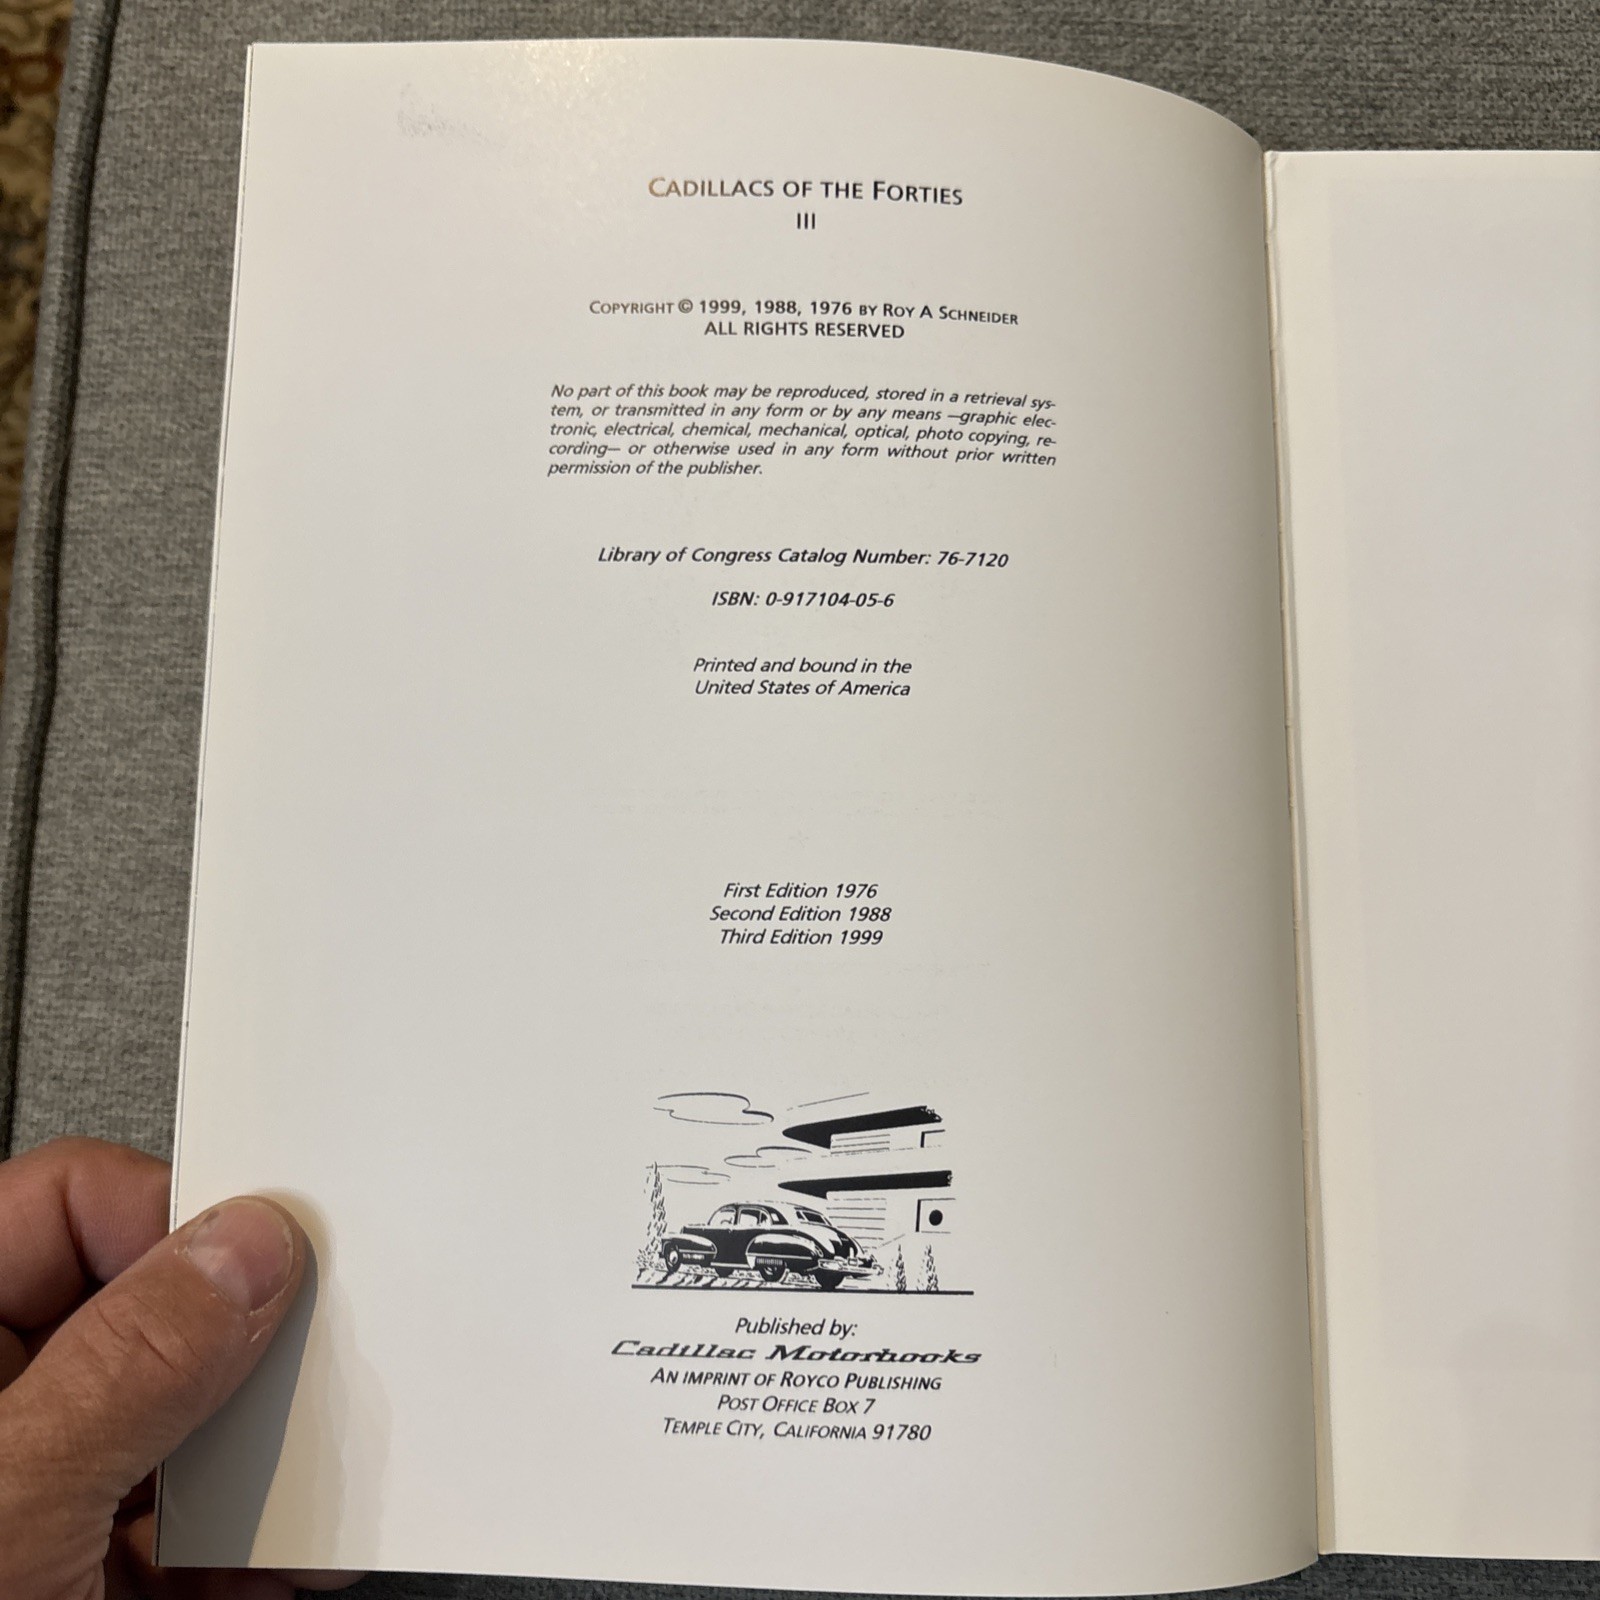 CADILLACS OF THE FORTIES
III
COPYRIGHT © 1999, 1988, 1976 BY ROY A SCHNEIDER
ALL RIGHTS RESERVED
No part of this book may be reproduced, stored in a retrieval sys-
tem, or transmitted in any form or by any means —graphic elec-
tronic, electrical, chemical, mechanical, optical, photo copying, re-
cording— or otherwise used in any form without prior written
permission of the publisher.
Library of Congress Catalog Number: 76-7120
ISBN: 0-917104-05-6
Printed and bound in the
United States of America
First Edition 1976
Second Edition 1988
Third Edition 1999
Published by:
Cadillac Motorbooks
AN IMPRINT OF ROYCO PUBLISHING
POST OFFICE BOX 7
TEMPLE CITY, CALIFORNIA 91780